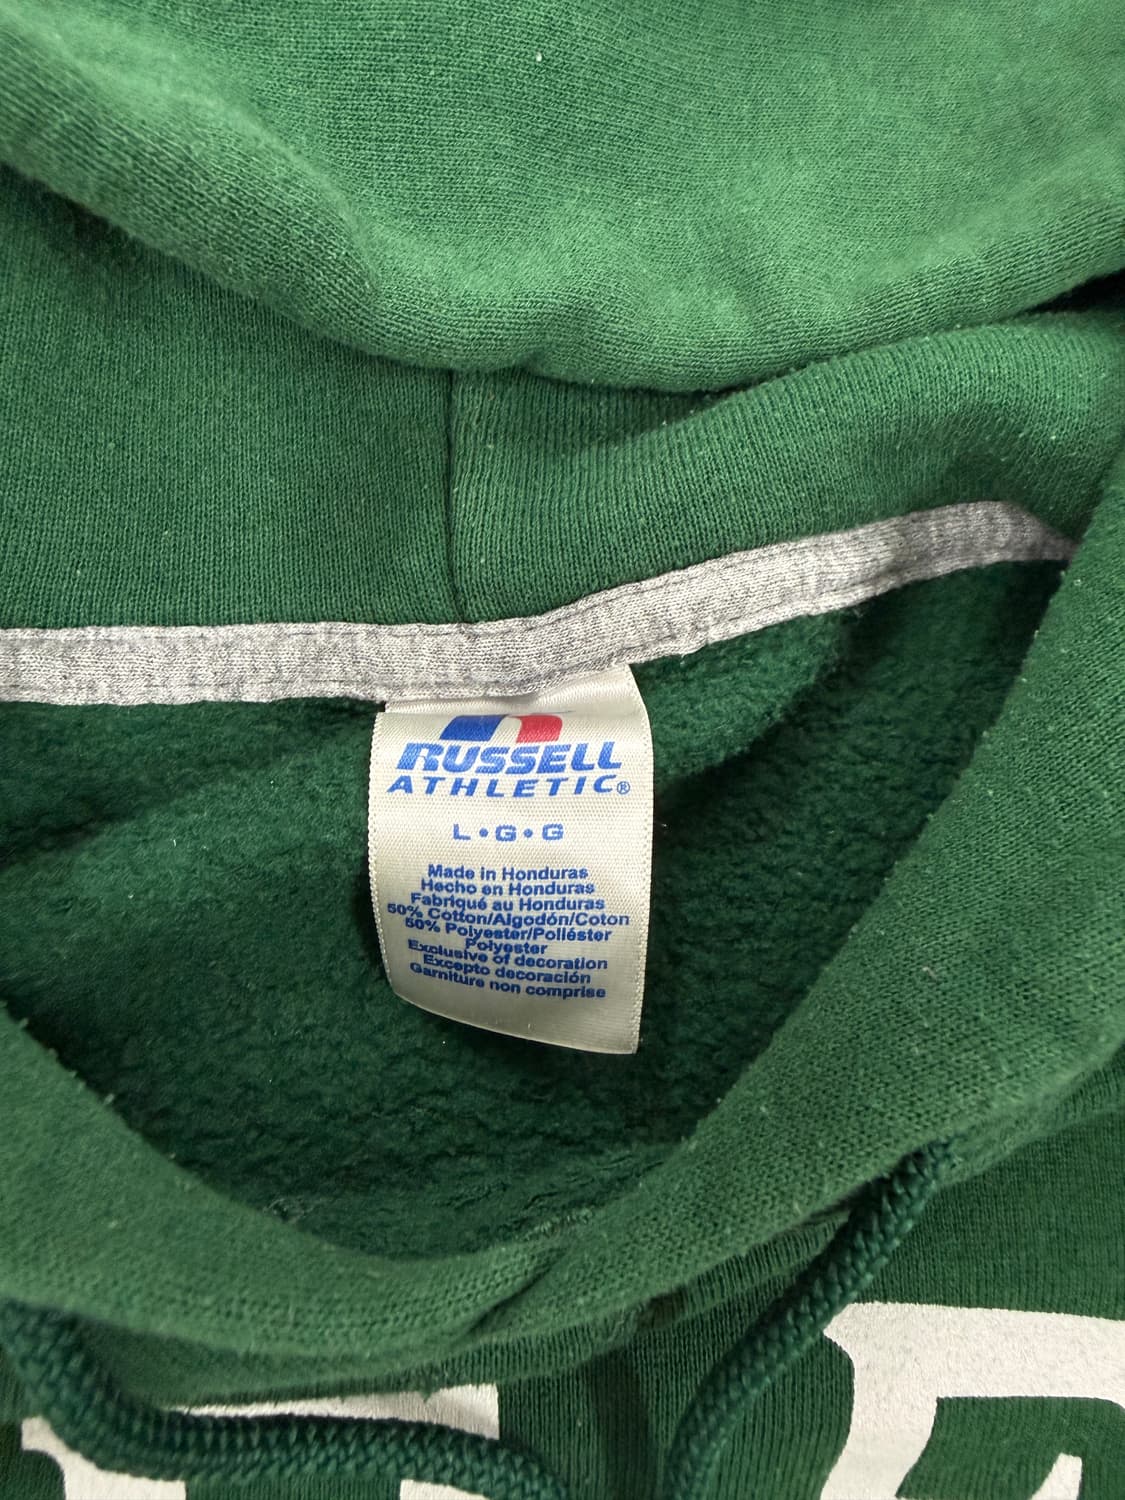 RUSSELL
ATHLETIC®
L•G•G
Made in Honduras
Hecho en Honduras
Fabriqué au Honduras
50% Cotton/Algodón/Coton
50% Polyester/Poliéster
Polyester
Exclusive of decoration
Excepto decoración
Garniture non comprise